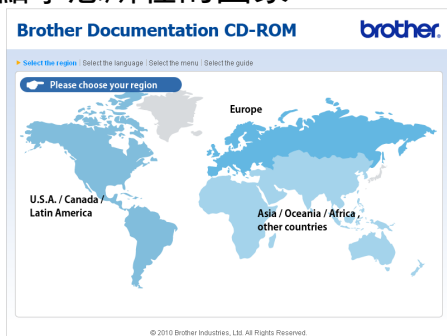 Brother Documentation CD-ROM
brother
Select the region | Select the language | Select the menu | Select the guide
Please choose your region
Europe
U.S.A. / Canada /
Latin America
Asia / Oceania / Africa,
other countries
© 2010 Brother Industries, Ltd. All Rights Reserved.